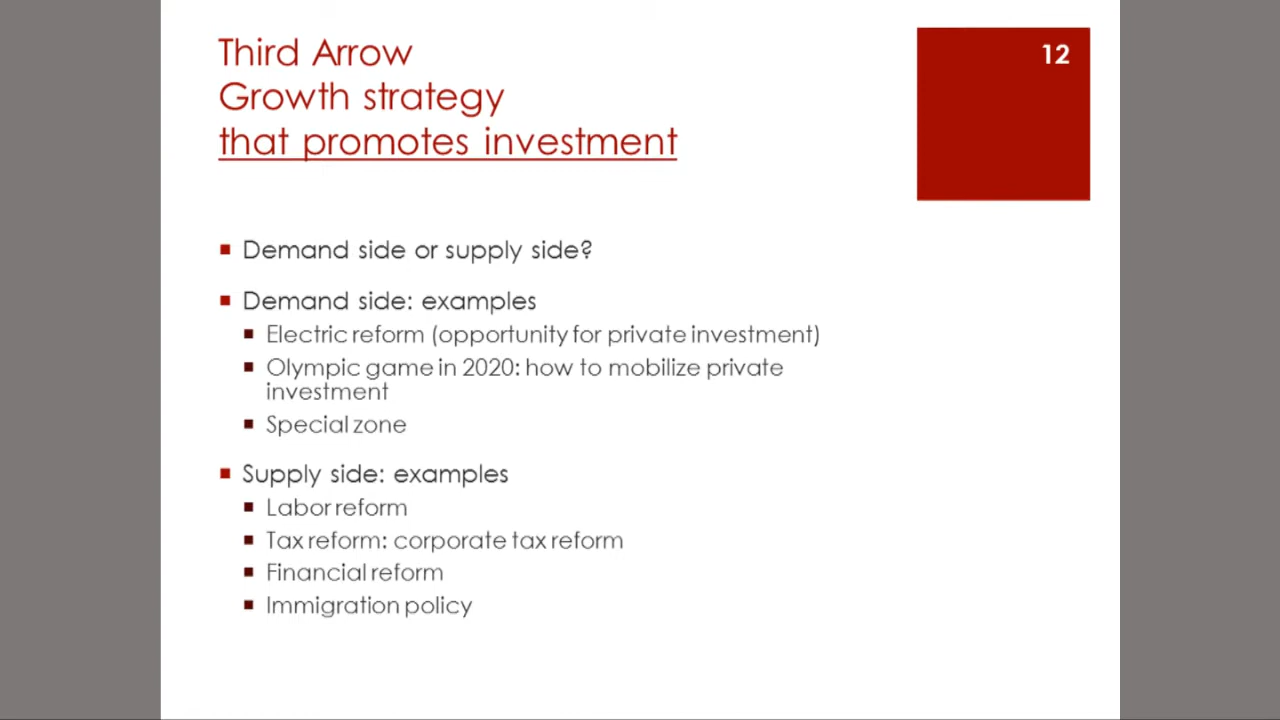 Third Arrow
Growth strategy
that promotes investment
12
Demand side or supply side?
Demand side: examples
Electric reform (opportunity for private investment)
Olympic game in 2020: how to mobilize private
investment
Special zone
Supply side: examples
Labor reform
Tax reform: corporate tax reform
Financial reform
Immigration policy